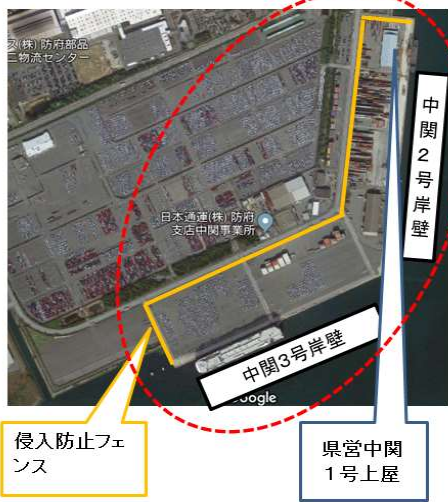 ス(株) 防府部品
二物流センター
中関2号岸壁
日本通運(株) 防府
支店中関事業所
中関3号岸壁
侵入防止フェ
ンス
県営中関
1号上屋